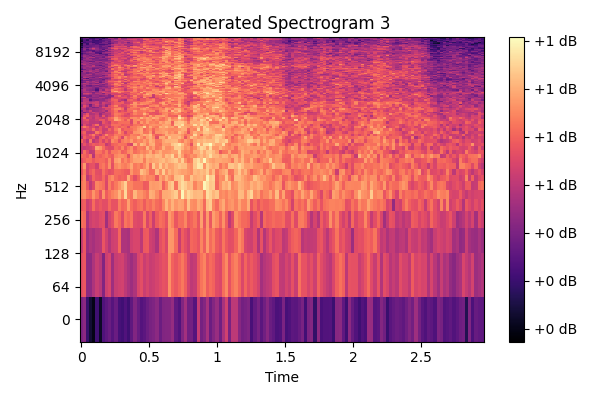 Generated Spectrogram 3
Hz
8192
4096
2048
1024
512
256
128
64
0
0
0.5
1
1.5
2
2.5
Time
+1 dB
+1 dB
+1 dB
+1 dB
+0 dB
+0 dB
+0 dB